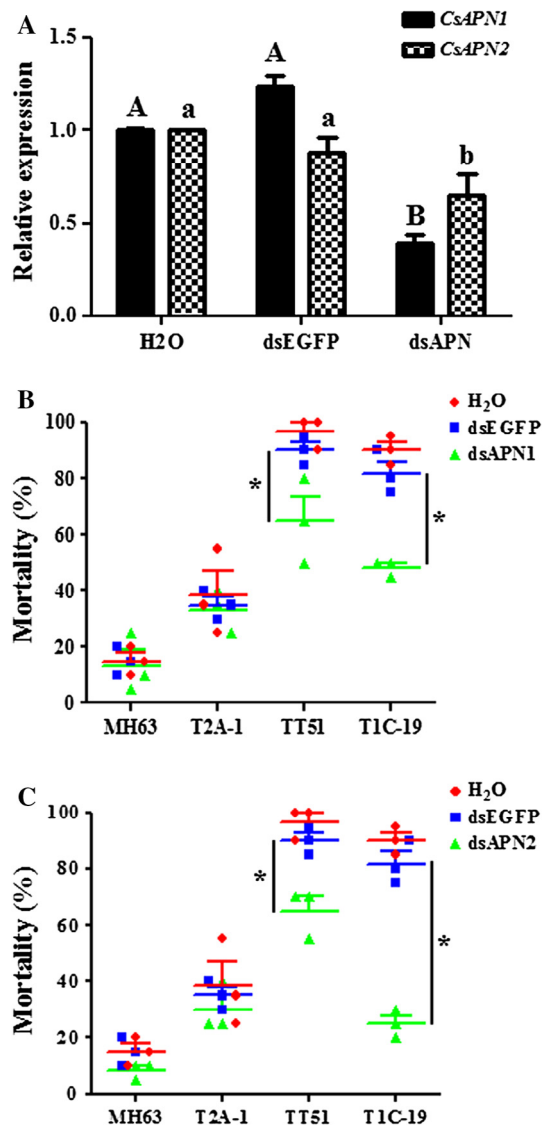 A
CsAPN1
CsAPN2
Relative expression
1.5
1.0
0.5
0.0
A
a
A
a
B
b
H2O
dsEGFP
dsAPN
B
H₂O
dsEGFP
dsAPN1
Mortality (%)
100
80
60
40
20
0
*
*
MH63
T2A-1
TT51
T1C-19
C
H₂O
dsEGFP
dsAPN2
Mortality (%)
100
80
60
40
20
0
*
*
MH63
T2A-1
TT51
T1C-19